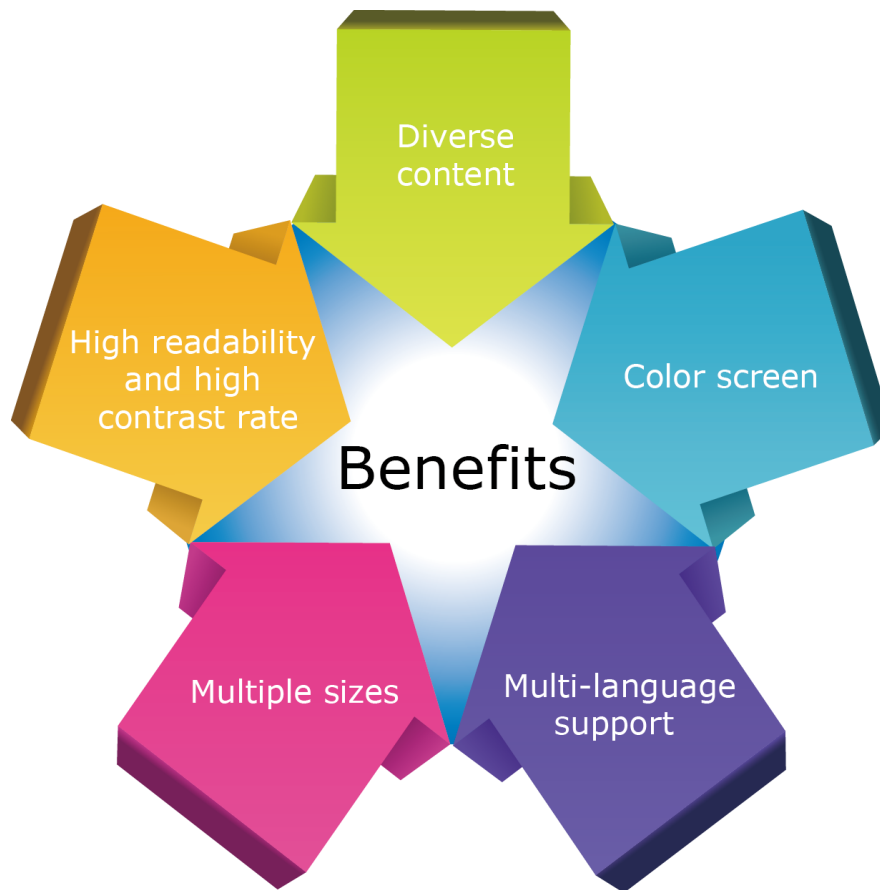 Diverse
content
High readability
and high
contrast rate
Color screen
Benefits
Multiple sizes
Multi-language
support